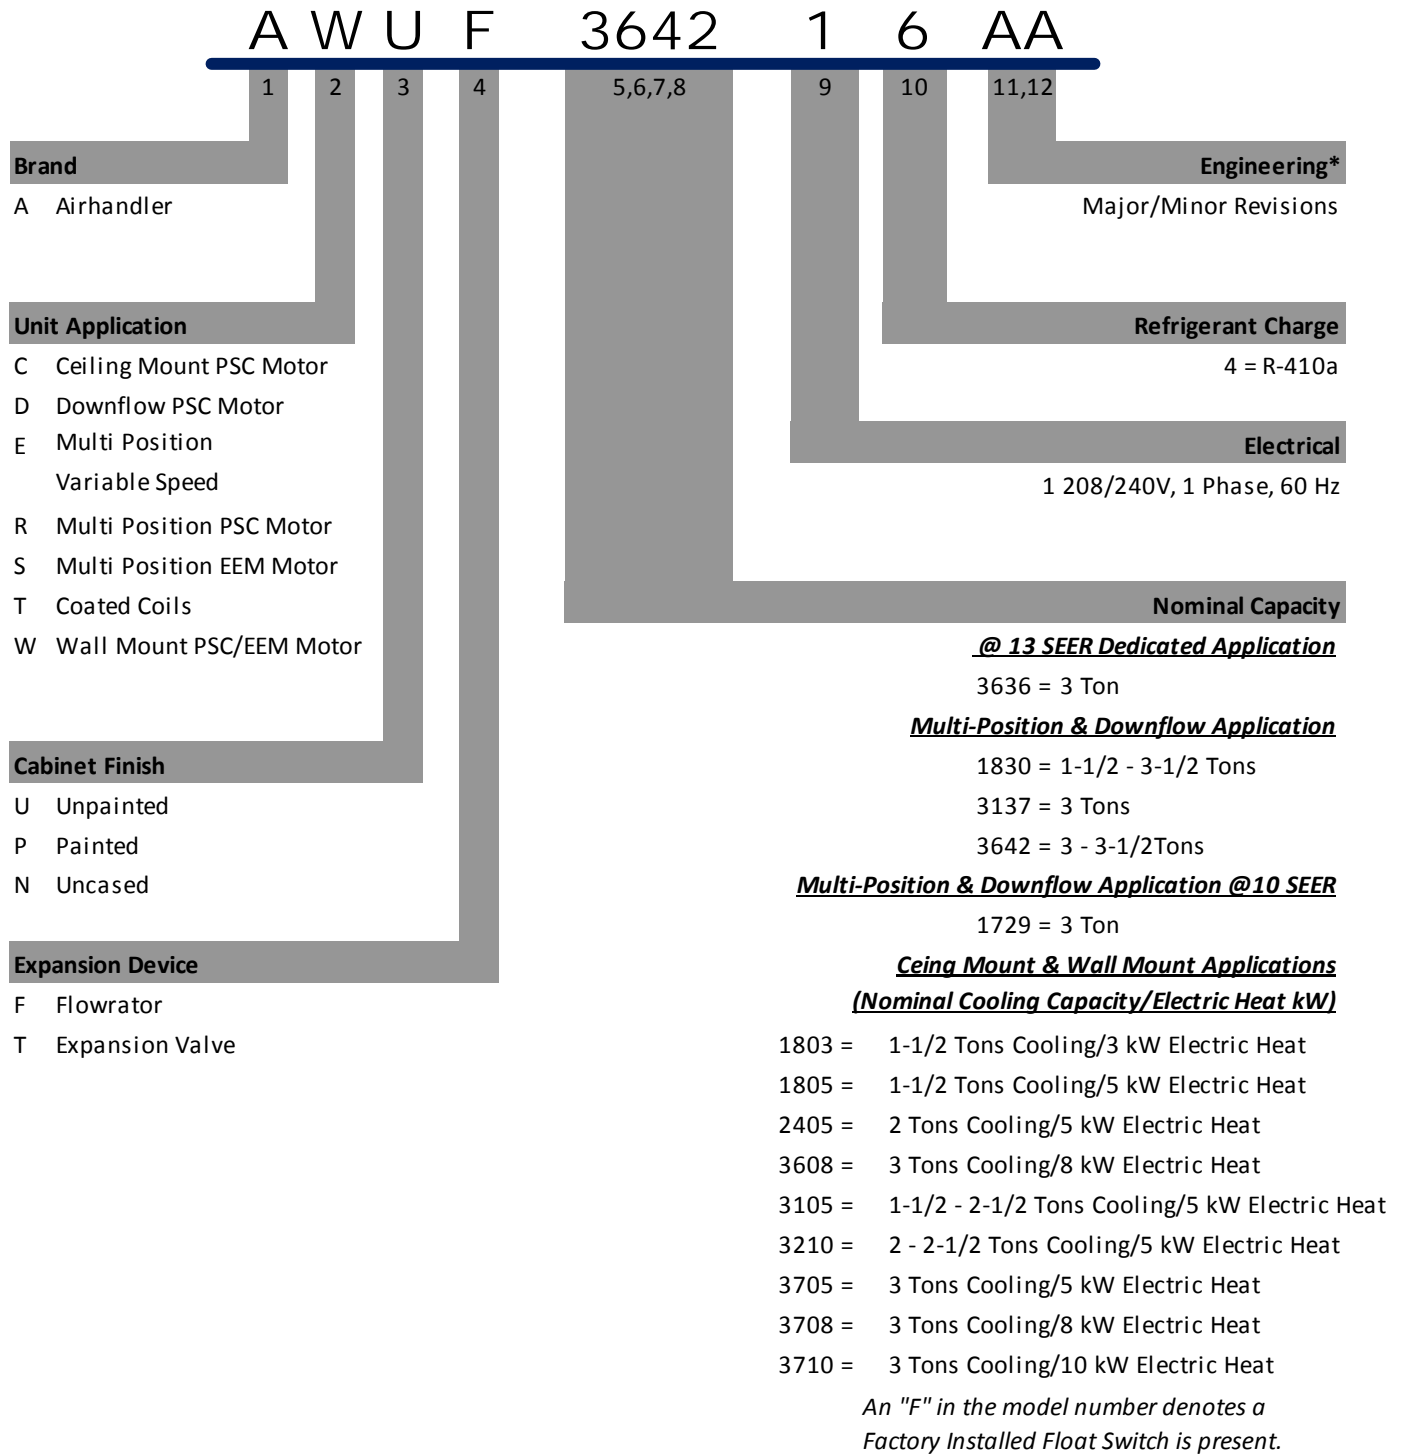 A W U F 3642 1 6 AA
1 2 3 4 5,6,7,8 9 10 11,12
Brand
A Airhandler
Unit Application
C Ceiling Mount PSC Motor
D Downflow PSC Motor
E Multi Position
Variable Speed
R Multi Position PSC Motor
S Multi Position EEM Motor
T Coated Coils
W Wall Mount PSC/EEM Motor
Cabinet Finish
U Unpainted
P Painted
N Uncased
Expansion Device
F Flowrator
T Expansion Valve
Engineering*
Major/Minor Revisions
Refrigerant Charge
4 = R-410a
Electrical
1 208/240V, 1 Phase, 60 Hz
Nominal Capacity
@ 13 SEER Dedicated Application
3636 = 3 Ton
Multi-Position & Downflow Application
1830 = 1-1/2 - 3-1/2 Tons
3137 = 3 Tons
3642 = 3 - 3-1/2Tons
Multi-Position & Downflow Application @10 SEER
1729 = 3 Ton
Ceing Mount & Wall Mount Applications
(Nominal Cooling Capacity/Electric Heat kW)
1803 = 1-1/2 Tons Cooling/3 kW Electric Heat
1805 = 1-1/2 Tons Cooling/5 kW Electric Heat
2405 = 2 Tons Cooling/5 kW Electric Heat
3608 = 3 Tons Cooling/8 kW Electric Heat
3105 = 1-1/2 - 2-1/2 Tons Cooling/5 kW Electric Heat
3210 = 2 - 2-1/2 Tons Cooling/5 kW Electric Heat
3705 = 3 Tons Cooling/5 kW Electric Heat
3708 = 3 Tons Cooling/8 kW Electric Heat
3710 = 3 Tons Cooling/10 kW Electric Heat
An "F" in the model number denotes a
Factory Installed Float Switch is present.